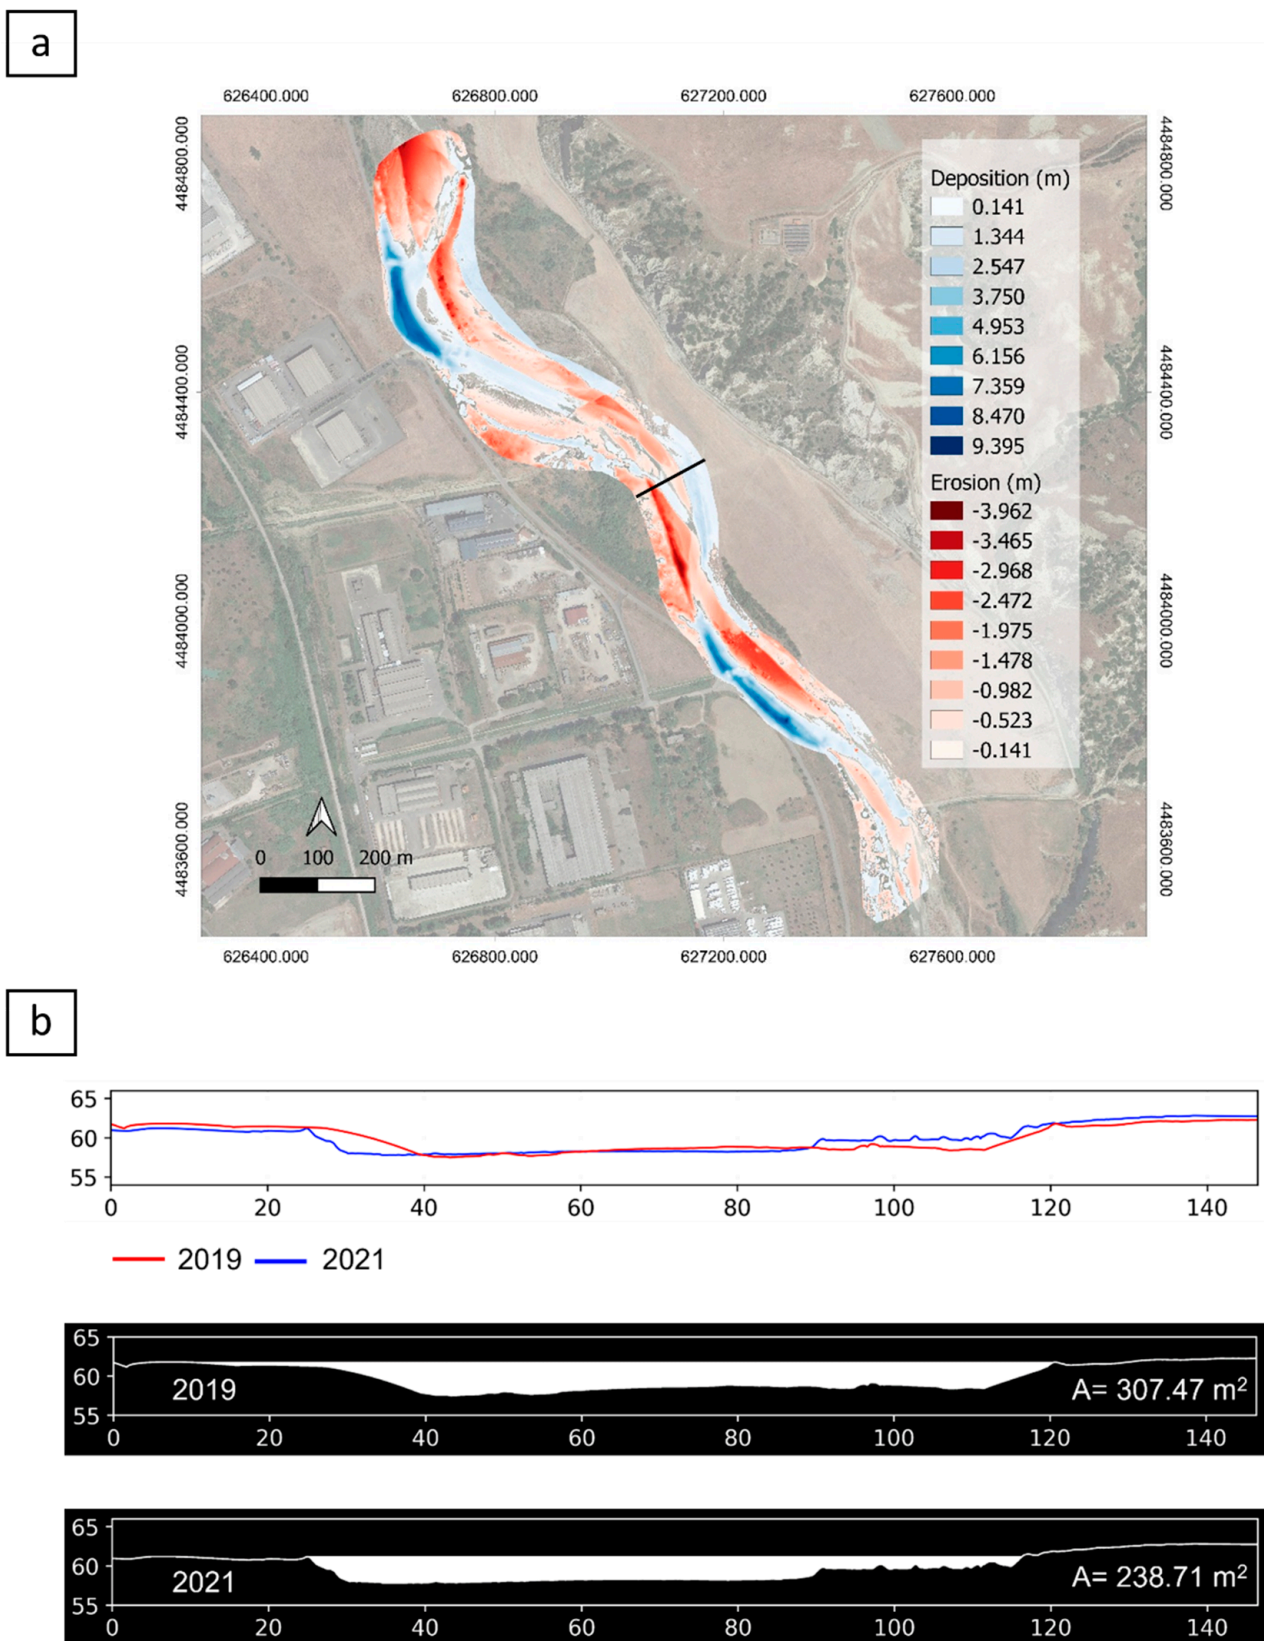 a
626400.000 626800.000 627200.000 627600.000
4484800.000 4484800.000
4484400.000 4484400.000
4484000.000 4484000.000
4483600.000 4483600.000
Deposition (m)
0.141
1.344
2.547
3.750
4.953
6.156
7.359
8.470
9.395
Erosion (m)
-3.962
-3.465
-2.968
-2.472
-1.975
-1.478
-0.982
-0.523
-0.141
0 100 200 m
626400.000 626800.000 627200.000 627600.000
b
65
60
55
0 20 40 60 80 100 120 140
2019 2021
65
60
2019 A= 307.47 m²
55
0 20 40 60 80 100 120 140
65
60
2021 A= 238.71 m²
55
0 20 40 60 80 100 120 140